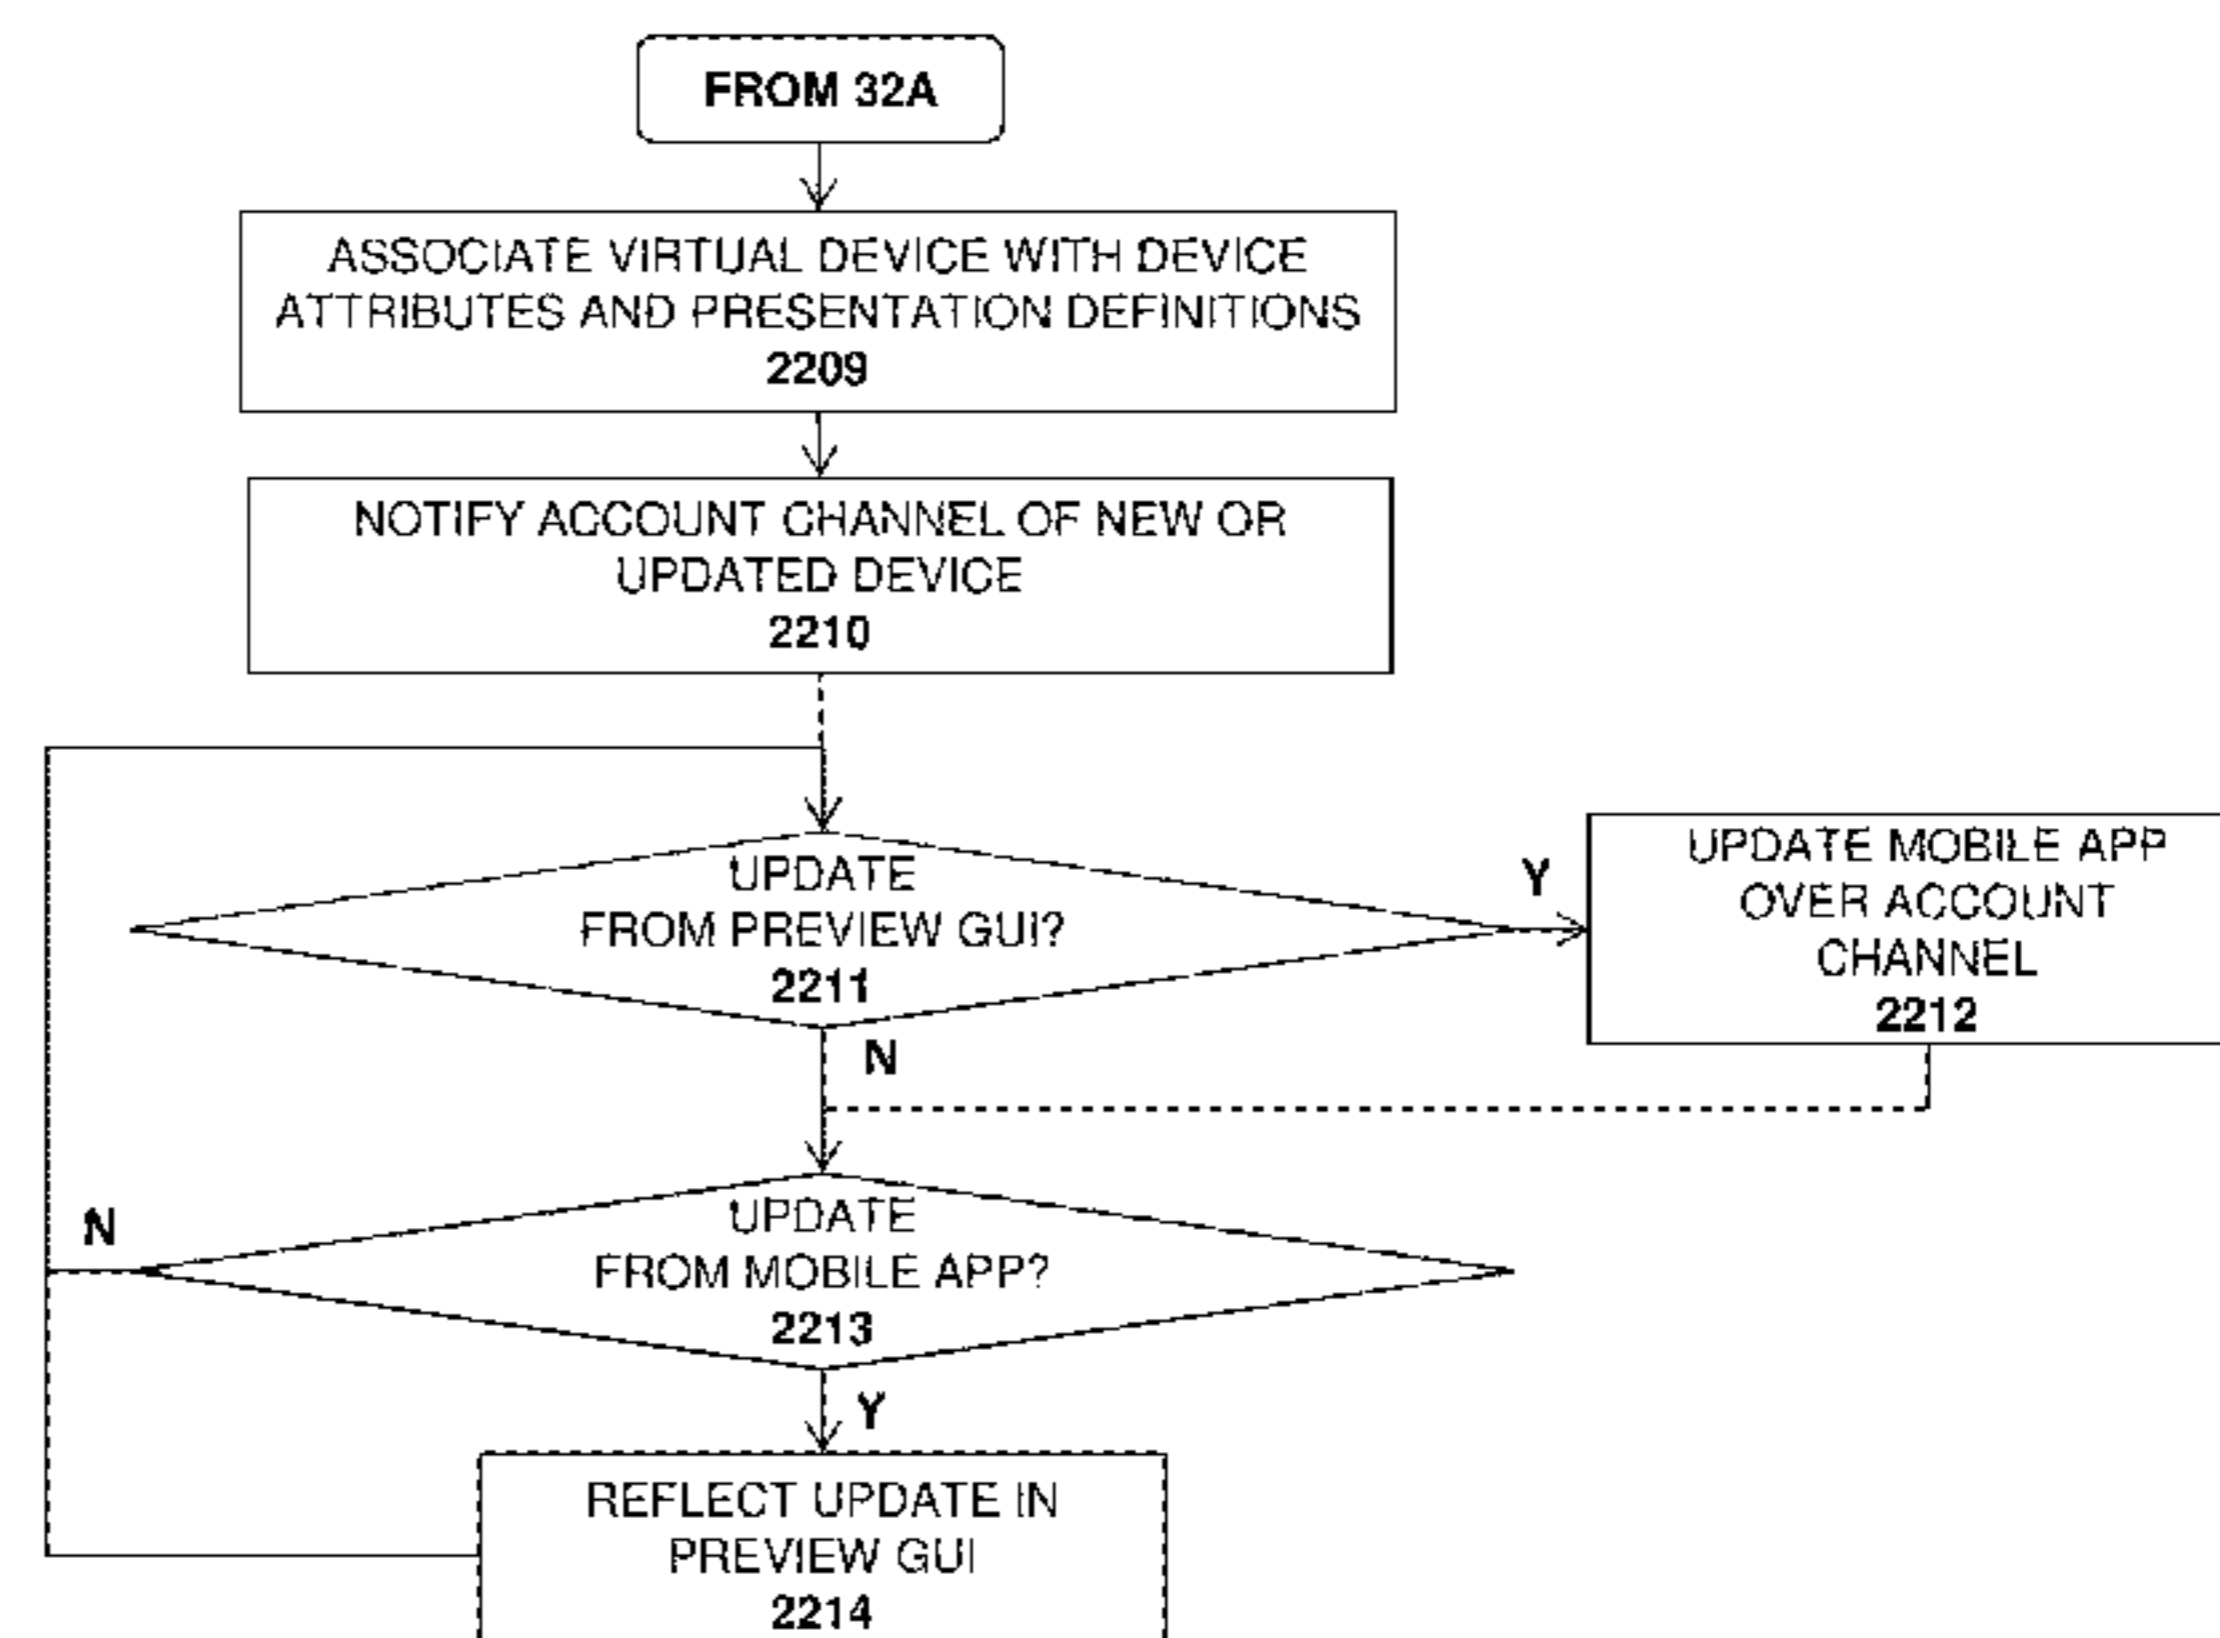 FROM 32A
ASSOCIATE VIRTUAL DEVICE WITH DEVICE
ATTRIBUTES AND PRESENTATION DEFINITIONS
2209
NOTIFY ACCOUNT CHANNEL OF NEW OR
UPDATED DEVICE
2210
UPDATE
FROM PREVIEW GUI?
2211
Y
UPDATE MOBILE APP
OVER ACCOUNT
CHANNEL
2212
N
UPDATE
FROM MOBILE APP?
2213
N
Y
REFLECT UPDATE IN
PREVIEW GUI
2214